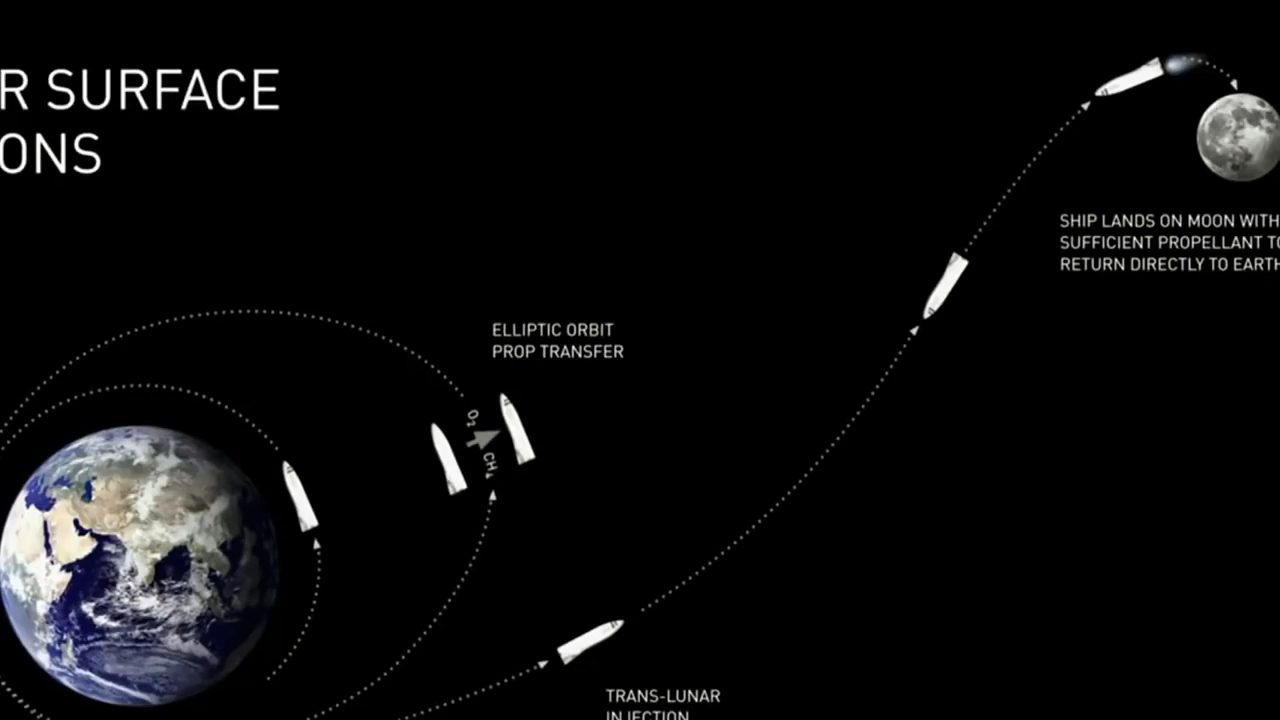 R SURFACE
ONS
SHIP LANDS ON MOON WITH
SUFFICIENT PROPELLANT TO
RETURN DIRECTLY TO EARTH
ELLIPTIC ORBIT
PROP TRANSFER
O₂
CH₄
TRANS-LUNAR
INJECTION